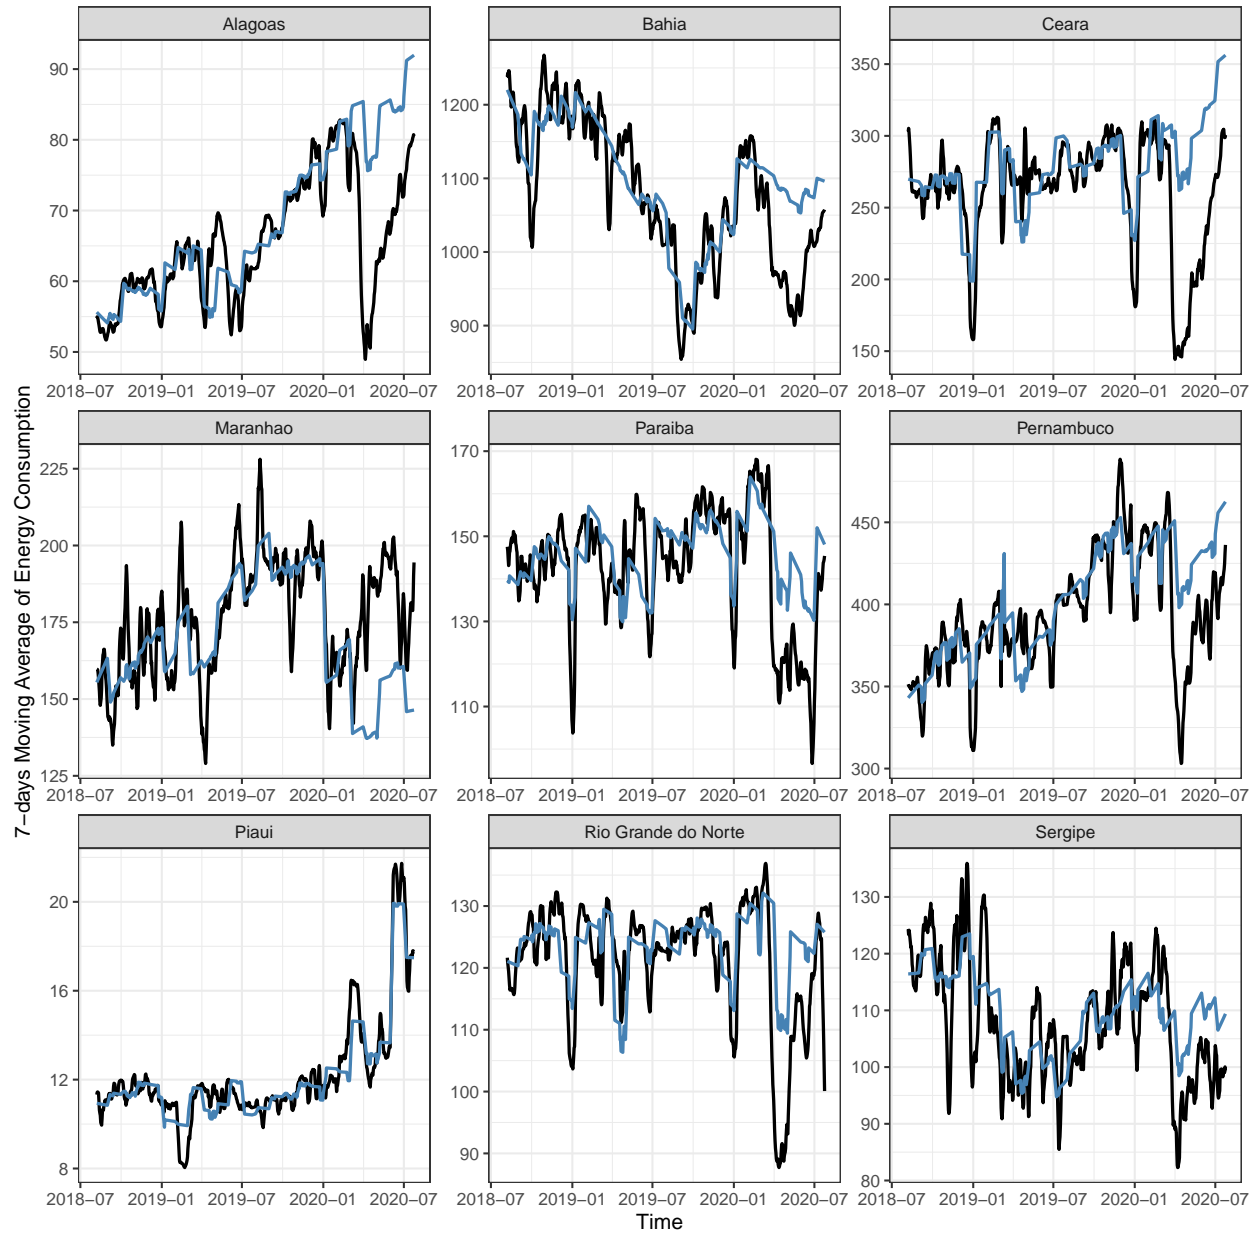 Alagoas
Bahia
Ceara
90
80
70
60
50
1200
1100
1000
900
350
300
250
200
150
2018−07 2019−01 2019−07 2020−01 2020−07
2018−07 2019−01 2019−07 2020−01 2020−07
2018−07 2019−01 2019−07 2020−01 2020−07
7−days Moving Average of Energy Consumption
Maranhao
Paraiba
Pernambuco
225
200
175
150
125
170
150
130
110
450
400
350
300
2018−07 2019−01 2019−07 2020−01 2020−07
2018−07 2019−01 2019−07 2020−01 2020−07
2018−07 2019−01 2019−07 2020−01 2020−07
Piaui
Rio Grande do Norte
Sergipe
20
16
12
8
130
120
110
100
90
130
120
110
100
90
80
2018−07 2019−01 2019−07 2020−01 2020−07
2018−07 2019−01 2019−07 2020−01 2020−07
2018−07 2019−01 2019−07 2020−01 2020−07
Time